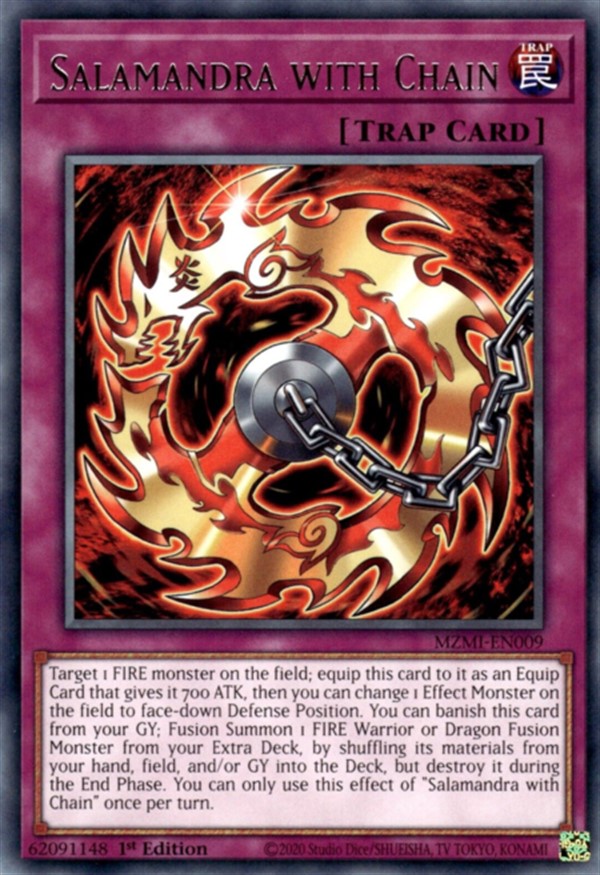 SALAMANDRA WITH CHAIN
TRAP
罠
[TRAP CARD]
炎
MZMI-EN009
Target 1 FIRE monster on the field; equip this card to it as an Equip
Card that gives it 700 ATK, then you can change 1 Effect Monster on
the field to face-down Defense Position. You can banish this card
from your GY; Fusion Summon 1 FIRE Warrior or Dragon Fusion
Monster from your Extra Deck, by shuffling its materials from
your hand, field, and/or GY into the Deck, but destroy it during
the End Phase. You can only use this effect of "Salamandra with
Chain" once per turn.
62091148 1st Edition
©2020 Studio Dice/SHUEISHA, TV TOKYO, KONAMI